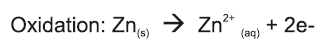 Oxidation: Zn(s) → Zn²⁺ (aq) + 2e-